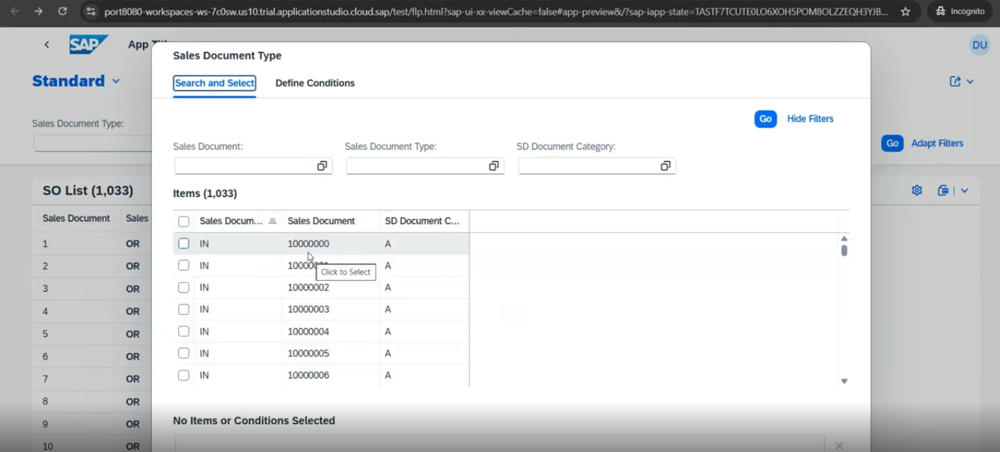 port8080-workspaces-ws-7c0sw.us10.trial.applicationstudio.cloud.sap/test/flp.html?sap-ui-xx-viewCache=false#app-preview&/?sap-iapp-state=TASTF7TCUTE0LO6XOH5POM8OLZZEQH3YJB... Incognito
SAP App DU
Sales Document Type
Standard
Search and Select Define Conditions
Go Hide Filters
Sales Document Type:
Go Adapt Filters
Sales Document: Sales Document Type: SD Document Category:
SO List (1,033)
Items (1,033)
Sales Document Sales
Sales Docum... Sales Document SD Document C...
1 OR
2 OR
3 OR
4 OR
5 OR
6 OR
7 OR
8 OR
9 OR
10 OR
IN 10000000 A
IN A
Click to Select
IN 10000002 A
IN 10000003 A
IN 10000004 A
IN 10000005 A
IN 10000006 A
No Items or Conditions Selected